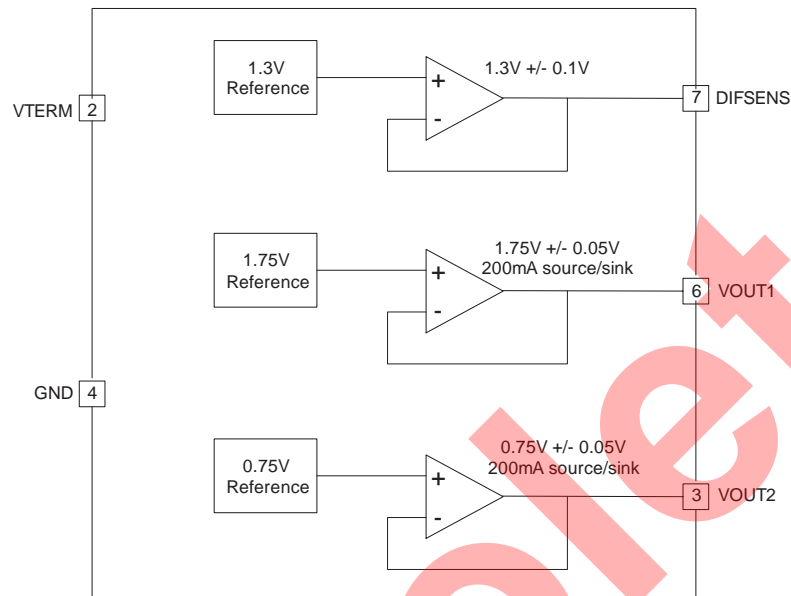 1.3V
Reference
+
-
1.3V +/- 0.1V
VTERM 2
7 DIFSENS
1.75V
Reference
+
-
1.75V +/- 0.05V
200mA source/sink
6 VOUT1
GND 4
0.75V
Reference
+
-
0.75V +/- 0.05V
200mA source/sink
3 VOUT2